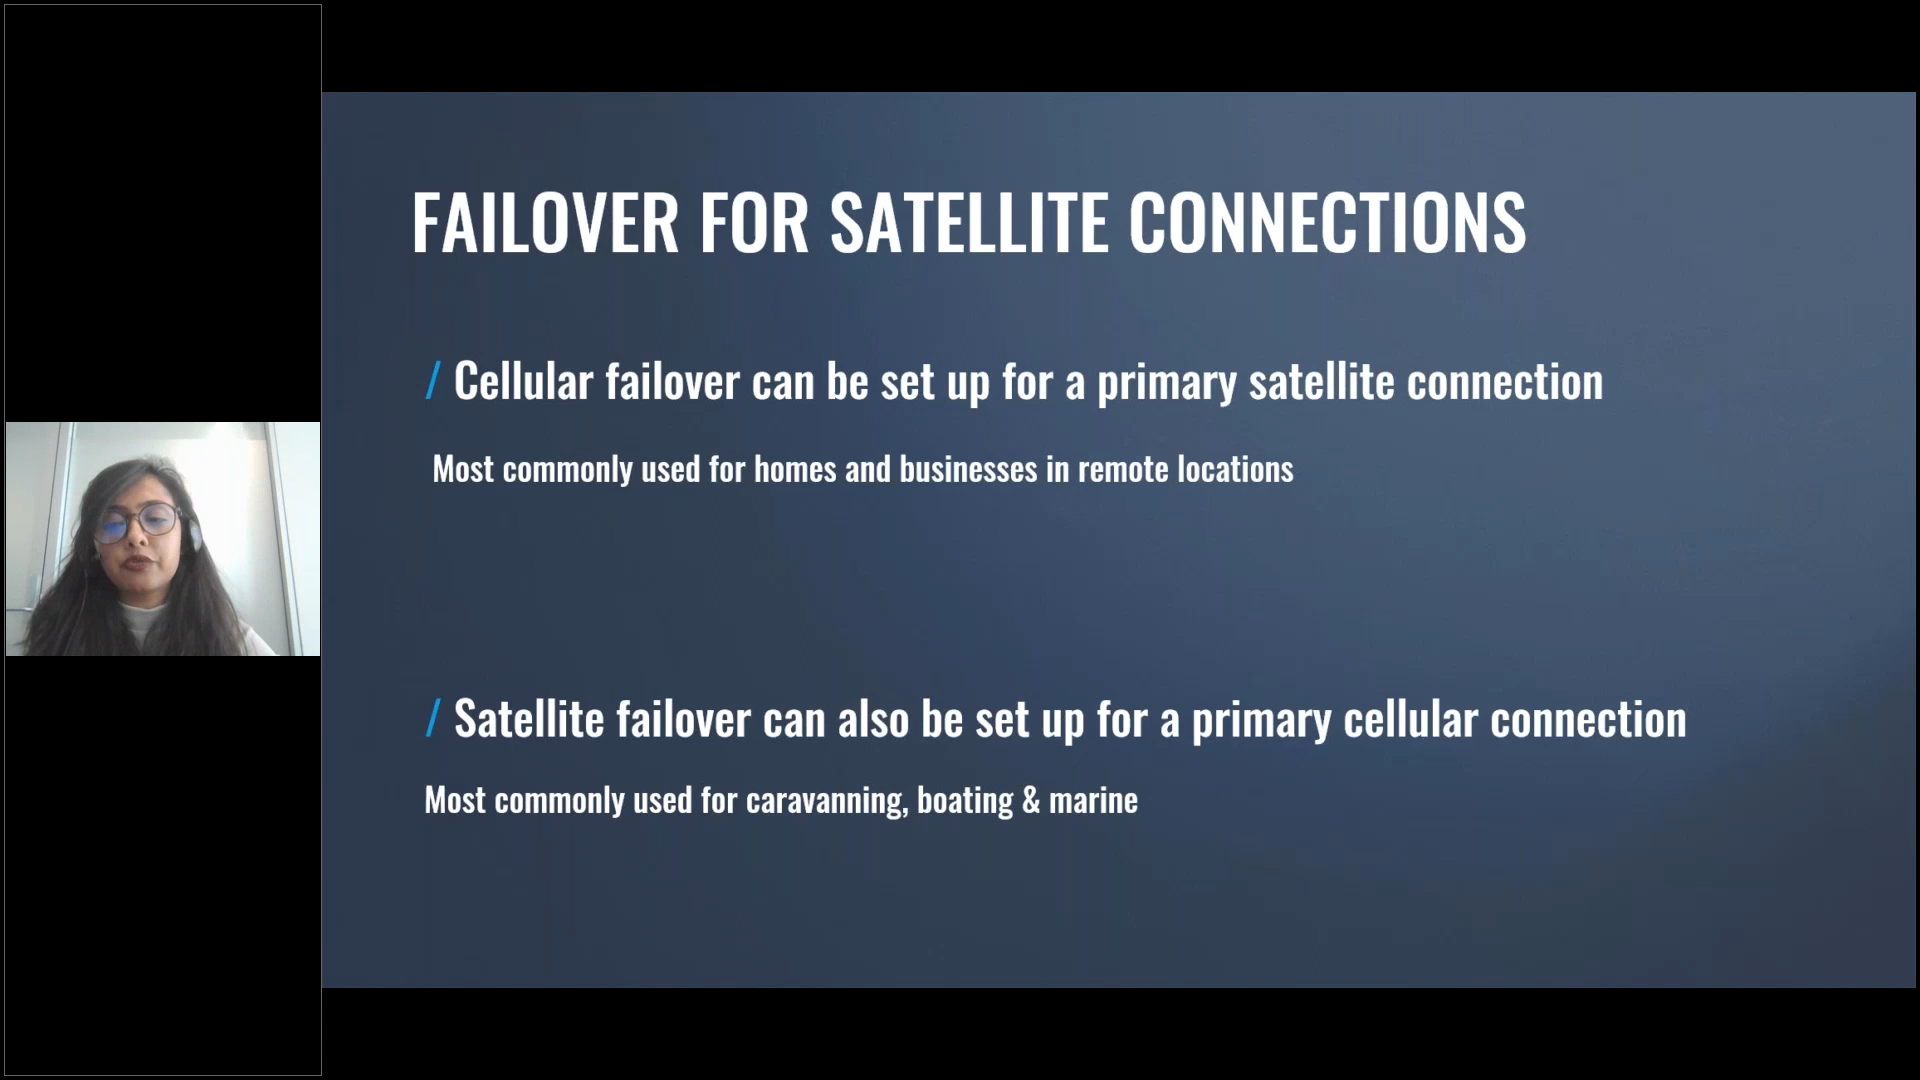 FAILOVER FOR SATELLITE CONNECTIONS
/ Cellular failover can be set up for a primary satellite connection
Most commonly used for homes and businesses in remote locations
/ Satellite failover can also be set up for a primary cellular connection
Most commonly used for caravanning, boating & marine